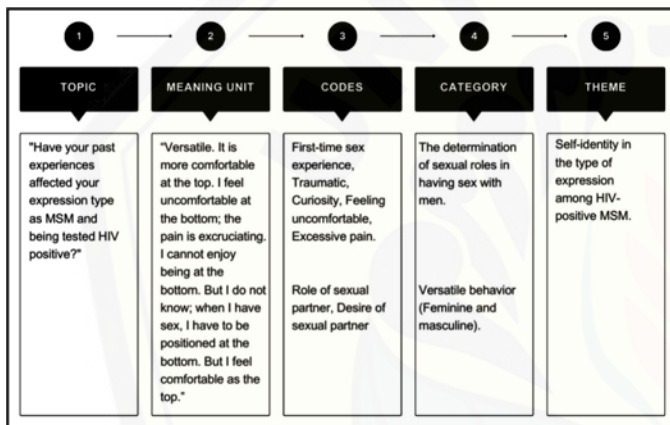 1
2
3
4
5
TOPIC
MEANING UNIT
CODES
CATEGORY
THEME
"Have your past
experiences
affected your
expression type
as MSM and
being tested HIV
positive?"
"Versatile. It is
more comfortable
at the top. I feel
uncomfortable at
the bottom; the
pain is excruciating.
I cannot enjoy
being at the
bottom. But I do not
know; when I have
sex, I have to be
positioned at the
bottom. But I feel
comfortable as the
top."
First-time sex
experience,
Traumatic,
Curiosity, Feeling
uncomfortable,
Excessive pain.
Role of sexual
partner, Desire of
sexual partner
The determination
of sexual roles in
having sex with
men.
Versatile behavior
(Feminine and
masculine).
Self-identity in
the type of
expression
among HIV-
positive MSM.